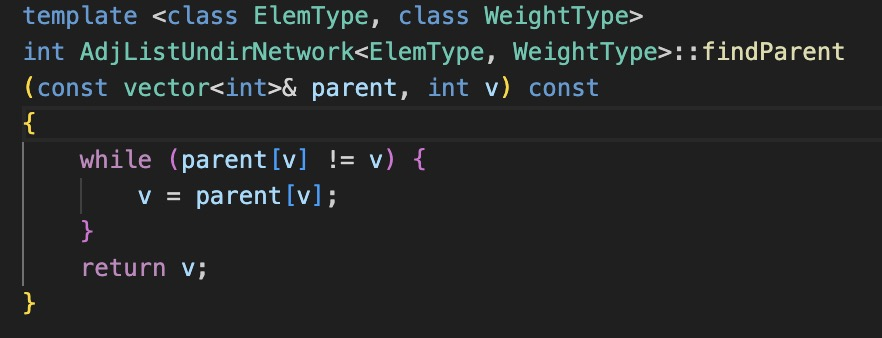 template <class ElemType, class WeightType>
int AdjListUndirNetwork<ElemType, WeightType>::findParent
(const vector<int>& parent, int v) const
{
    while (parent[v] != v) {
        v = parent[v];
    }
    return v;
}